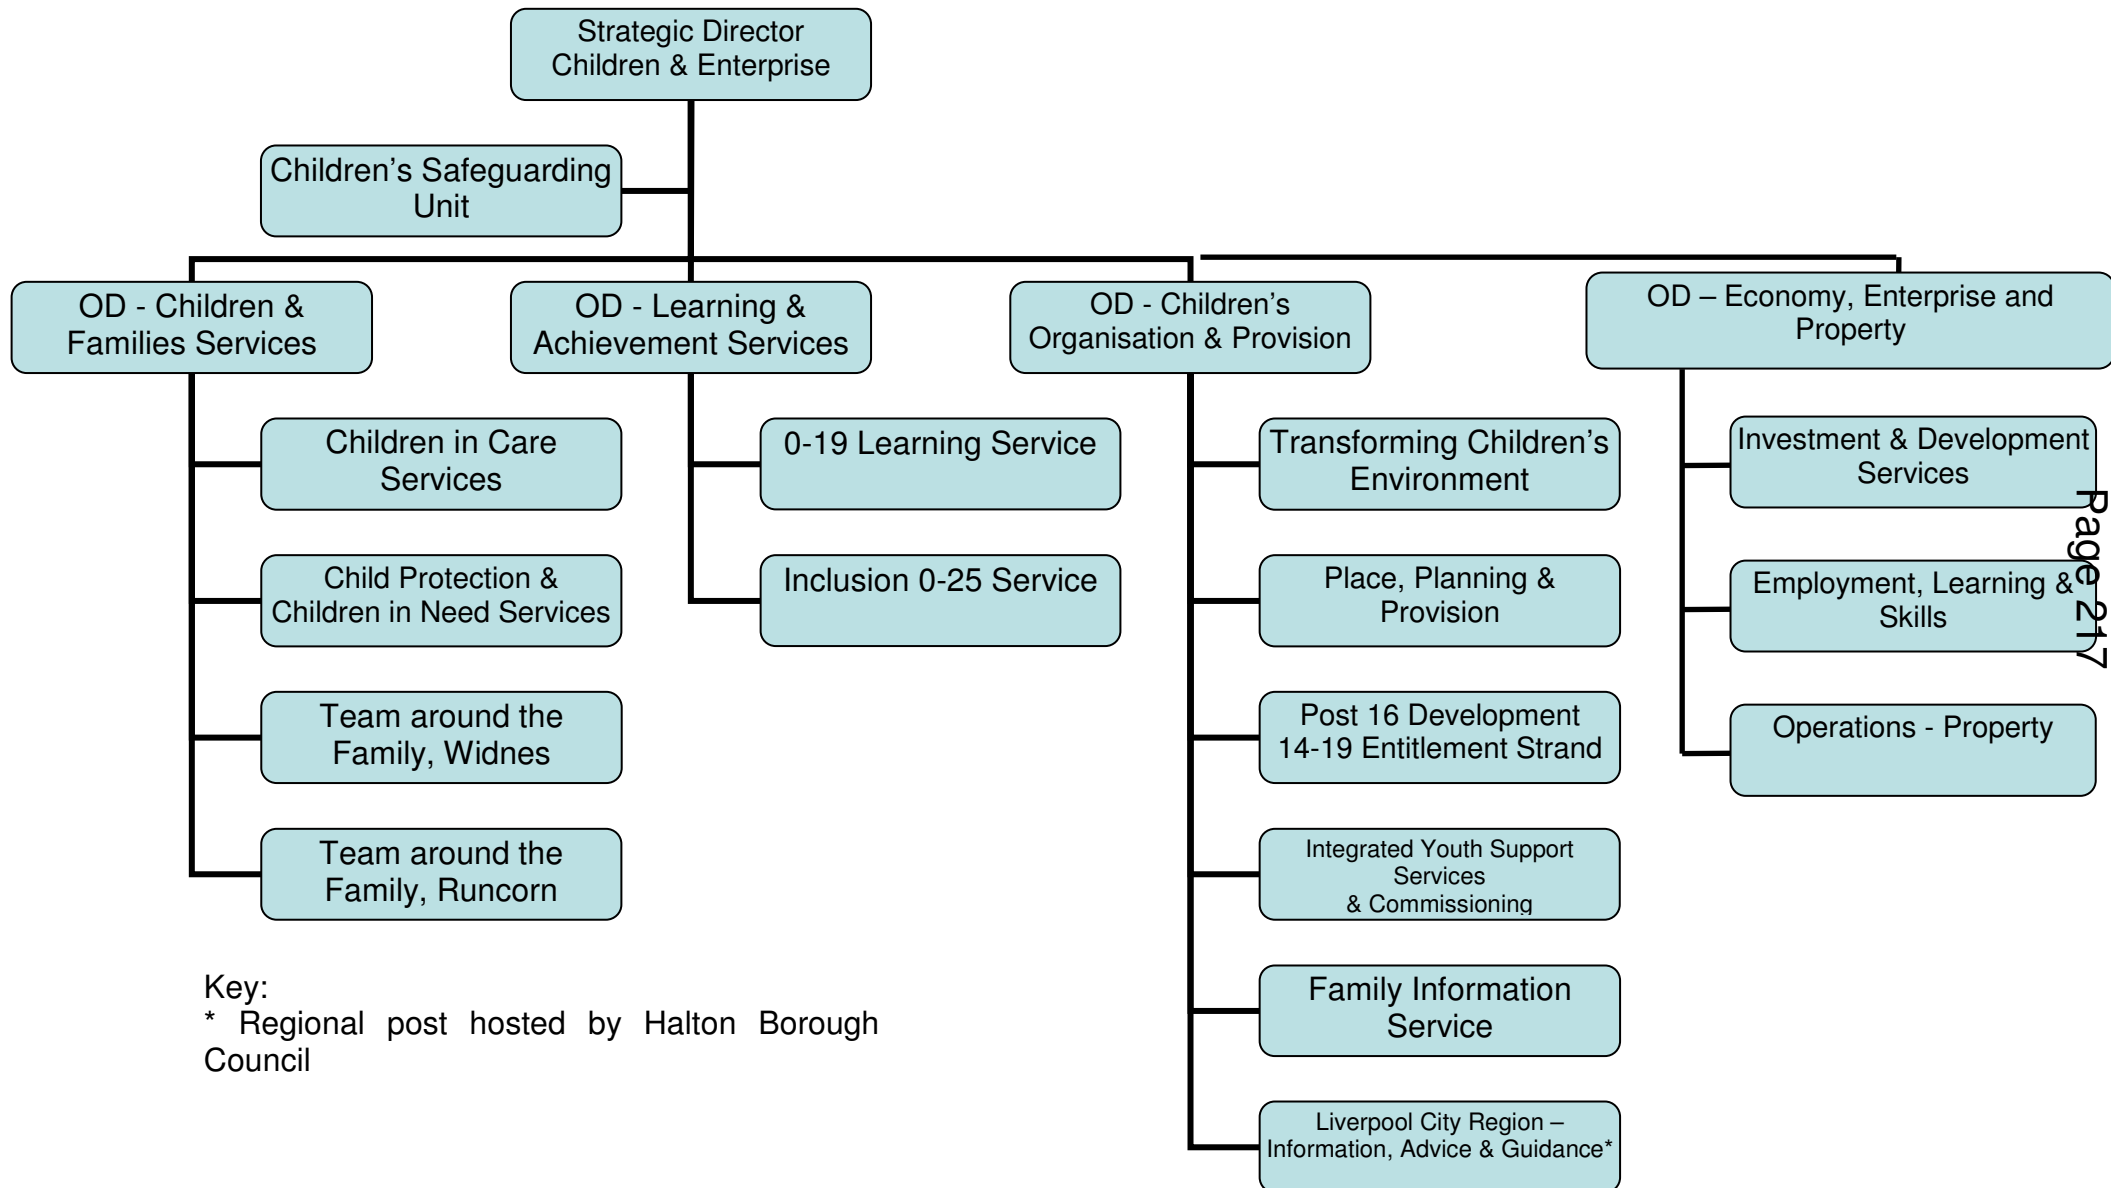 Strategic Director
Children & Enterprise
Children’s Safeguarding
Unit
OD - Children &
Families Services
OD - Learning &
Achievement Services
OD - Children’s
Organisation & Provision
OD – Economy, Enterprise and
Property
Children in Care
Services
Child Protection &
Children in Need Services
Team around the
Family, Widnes
Team around the
Family, Runcorn
0-19 Learning Service
Inclusion 0-25 Service
Transforming Children’s
Environment
Place, Planning &
Provision
Post 16 Development
14-19 Entitlement Strand
Integrated Youth Support
Services
& Commissioning
Family Information
Service
Liverpool City Region –
Information, Advice & Guidance*
Investment & Development
Services
Employment, Learning &
Skills
Operations - Property
Page 217
Key:
* Regional post hosted by Halton Borough
Council